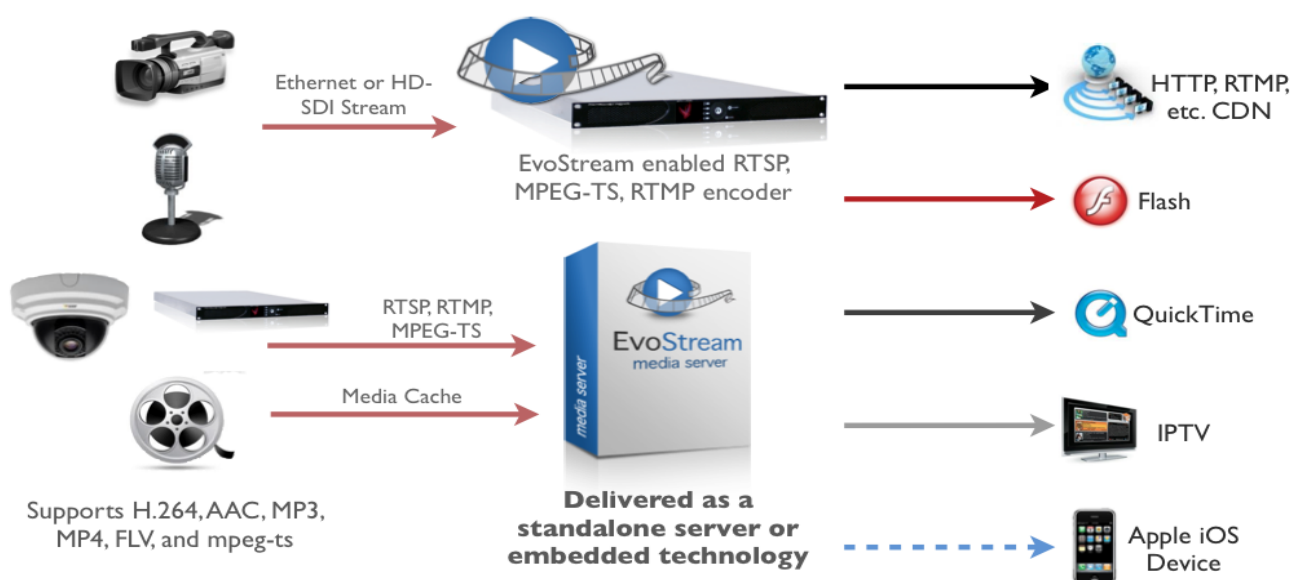 Ethernet or HD-
SDI Stream
EvoStream enabled RTSP,
MPEG-TS, RTMP encoder
HTTP, RTMP,
etc. CDN
Flash
RTSP, RTMP,
MPEG-TS
Media Cache
EvoStream
media server
media server
QuickTime
IPTV
Supports H.264, AAC, MP3,
MP4, FLV, and mpeg-ts
Delivered as a
standalone server or
embedded technology
Apple iOS
Device